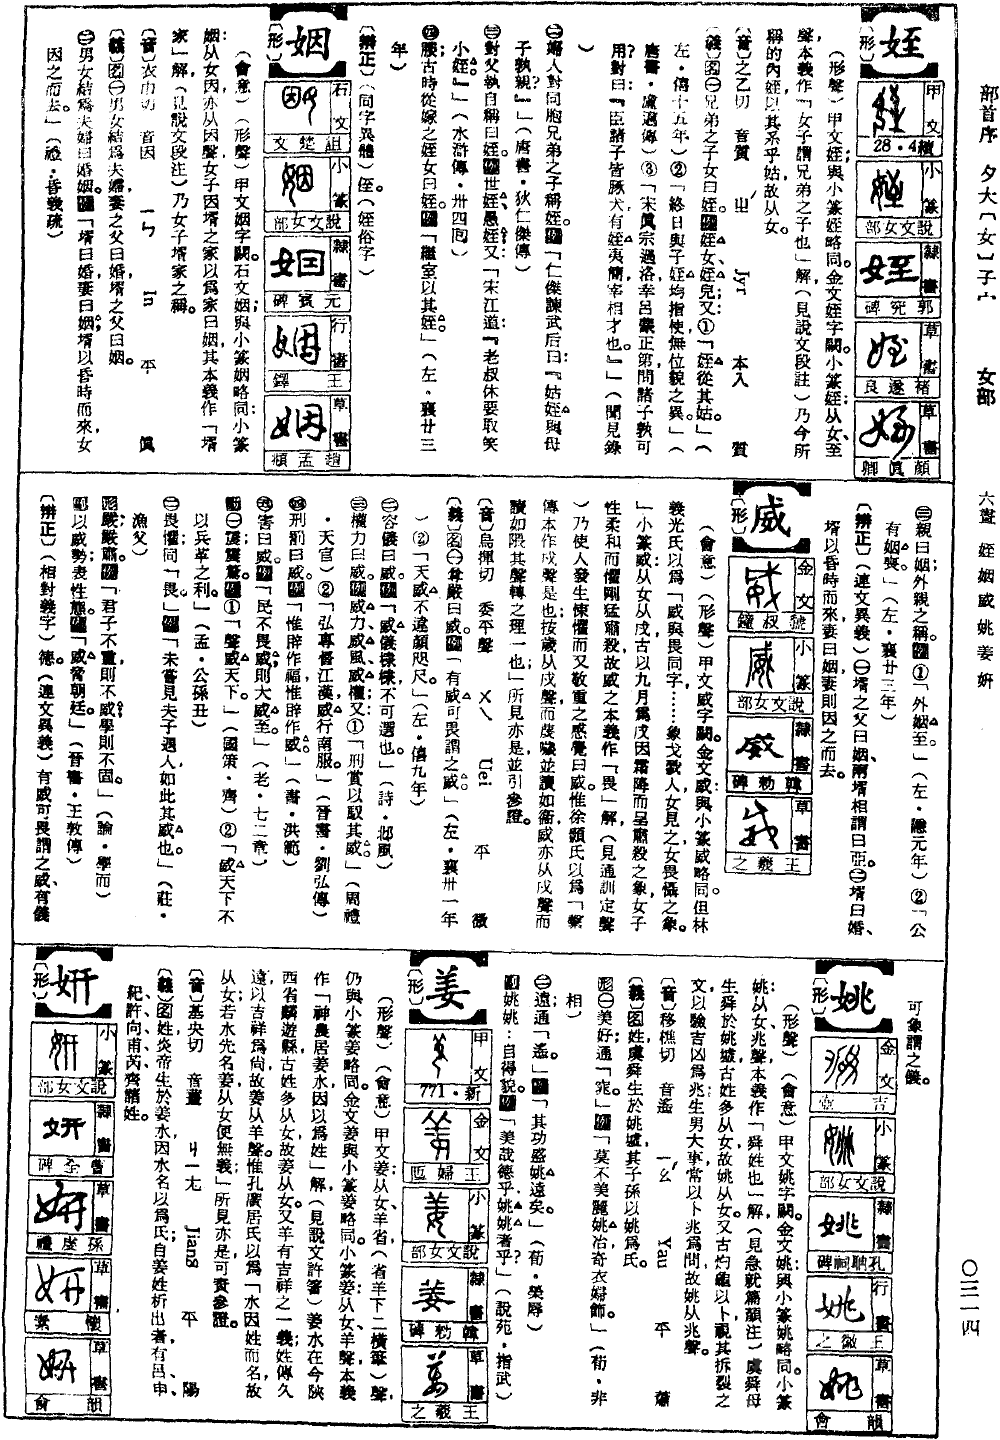 部首序 夕大〔女〕子宀 女部 六畫 姪姻威姚姜妍 〇三一四
姪
〔形〕
甲文 28・4續
小篆 說文女部
隸書 郭究碑
草書 褚遂良
草書 顏眞卿
（形聲）甲文姪與小篆姪略同。金文姪字闕。小篆姪：从女、至
聲本義作「女子謂兄弟之子也」解（見說文段註）乃今所
稱的內姪以其系乎姑故从女。
〔音〕之乙切 音質 ㄓˊ Jyr 本入 質
〔義〕图㊀兄弟之子女曰姪。姪女、姪兒又：①「姪從其姑。」（
左・僖十五年）②「終日與子姪均指使無位貌之異。」（
唐書・盧邁傳）③「宋眞宗過洛幸呂蒙正第問諸子孰可
用？對曰：『臣諸子皆豚犬有姪夷簡宰相才也。』」（聞見錄
）
㊁婦人對同胞兄弟之子稱姪。「仁傑諫武后曰：『姑姪與母
子孰親？』」（唐書・狄仁傑傳）
㊂對父執自稱曰姪。世姪、愚姪又「宋江道：『老叔休要取笑
小姪。』」（水滸傳・卅四囘）
㊃媵古時從嫁之姪女曰姪。「繼室以其姪。」（左・襄廿三
年）
〔辨正〕（同字異體）侄。（姪俗字）
姻
〔形〕
石文 詛楚文
小篆 說文女部
隸書 元賓碑
行書 王鐸
草書 趙孟頫
（會意）（形聲）甲文姻字闕。石文姻與小篆姻略同小篆
姻：从女因亦从因聲女子因壻之家以爲家曰姻其本義作「壻
家」解（見說文段注）乃女子壻家之稱。
〔音〕衣巾切 音因 ㄧㄣ In 平 眞
〔義〕图㊀男女結爲夫婦妻之父曰婚，壻之父曰姻。
㊁男女結爲夫婦曰婚姻。「壻曰婚妻曰姻壻以昏時而來女
因之而去。」（禮・昏義疏）
㊂親曰姻外親之稱。①「外姻至。」（左・隱元年）②「公
有姻喪。」（左・襄廿三年）
〔辨正〕（連文異義）㊀壻之父曰姻兩壻相謂曰亞。㊁壻曰婚、
壻以昏時而來妻曰姻妻則因之而去。
威
〔形〕
金文 虢叔鐘
小篆 說文女部
隸書 韓勑碑
草書 王羲之
（會意）（形聲）甲文威字闕。金文威與小篆威略同。但林
義光氏以爲「威與畏同字……象戈戮人女見之女畏懾之象。
」小篆威：从女从戌古以九月爲戌因霜降而呈肅殺之象女子
性柔和而懼剛猛肅殺故威之本義作「畏」解（見通訓定聲
）乃使人發生悚懼而又敬重之感覺曰威惟徐顥氏以爲「繫
傳本作戌聲是也；按歲从戌聲而薉噦並讀如衞威亦从戌聲而
讀如隈其聲轉之理一也」所見亦是並引參證。
〔音〕烏揮切 委平聲 ㄨㄟ Uei 平 微
〔義〕图㊀尊嚴曰威。①「有威可畏謂之威」（左・襄卅一年
）②「天威不違顏咫尺」（左・僖九年）
㊁容儀曰威。「威儀棣棣不可選也。」（詩・邶風）
㊂權力曰威。威力、威風、威權又：①「刑賞以馭其威」（周禮
・天官）②「弘專督江漢威行南服」（晉書・劉弘傳）
㊃刑罰曰威。「惟辟作福惟辟作威」（書・洪範）
㊄害曰威。「民不畏威則大威至。」（老・七二章）
動㊀震；震驚。①「聲威天下。」（國策・齊）②「威天下不
以兵革之利。」（孟・公孫丑）
㊁畏懼同「畏」「未嘗見夫子遇人如此其威也」（莊・
漁父）
形嚴；嚴肅。「君子不重則不威學則不固。」（論・學而）
副以威勢表性態。「威脅朝廷。」（晉書・王敦傳）
〔辨正〕（相對義字）德。（連文異義）有威可畏謂之威、有儀
可象謂之儀。
姚
〔形〕
金文 吉壺
小篆 說文女部
隸書 孔耽祠碑
行書 王徽之
草書 韻會
（形聲）（會意）甲文姚字闕。金文姚與小篆姚略同。小篆
姚：从女、兆聲本義作「舜姓也」解（見急就篇顏注）虞舜母
生舜於姚墟古姓多从女故姚从女。又古灼龜以卜視其坼裂之
文以驗吉凶爲兆生男大事常以卜兆爲問故姚从兆聲。
〔音〕移樵切 音遙 ㄧㄠˊ Yau 平 蕭
〔義〕图姓虞舜生於姚墟其子孫以姚爲氏。
形㊀美好通「窕。」「莫不美麗姚冶奇衣婦飾。」（荀・非
相）
㊁遠通「遙。」「其功盛姚遠矣。」（荀・榮辱）
副姚姚：自得貌。「美哉德乎姚姚者乎？」（說苑・指武）
姜
〔形〕
甲文 771・新
金文 王婦匜
小篆 說文女部
隸書 韓勑碑
草書 王羲之
（形聲）（會意）甲文姜：从女、羊省（省羊下二橫筆）聲，
仍與小篆姜略同。金文姜與小篆姜略同。小篆姜：从女、羊聲本義
作「神農居姜水因以爲姓」解（見說文許箸）姜水在今陝
西省麟遊縣古姓多从女故姜从女。又羊有吉祥之一義；姓傳久
遠以吉祥爲尙故姜从羊聲。惟孔廣居氏以爲「水因姓而名故
从女若水先名姜从女便無義」所見亦是可資參證。
〔音〕基央切 音畺 ㄐㄧㄤ Jiang 平 陽
〔義〕图姓炎帝生於姜水因水名以爲氏自姜姓析出者有呂、申、
紀、許、向、甫、芮、齊諸姓。
妍
〔形〕
小篆 說文女部
隸書 曹全碑
草書 孫虔禮
草書 懷素
草書 韻會